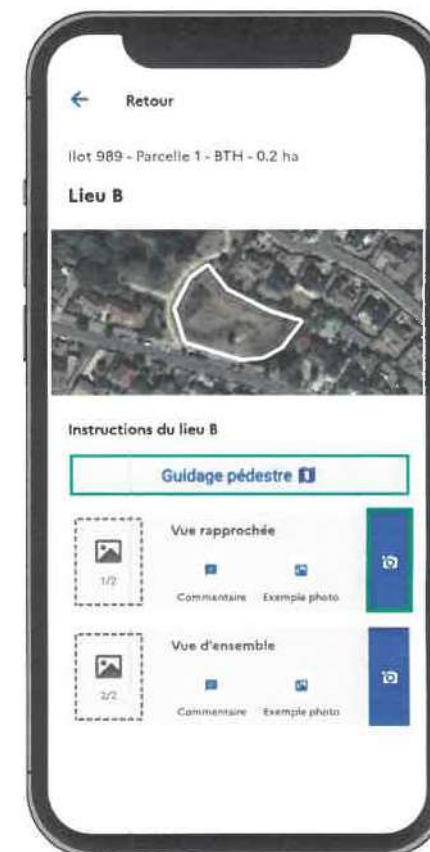 Retour
Ilot 989 - Parcelle 1 - BTH - 0.2 ha
Lieu B
Instructions du lieu B
Guidage pédestre
Vue rapprochée
1/2
Commentaire Exemple photo
Vue d'ensemble
2/2
Commentaire Exemple photo